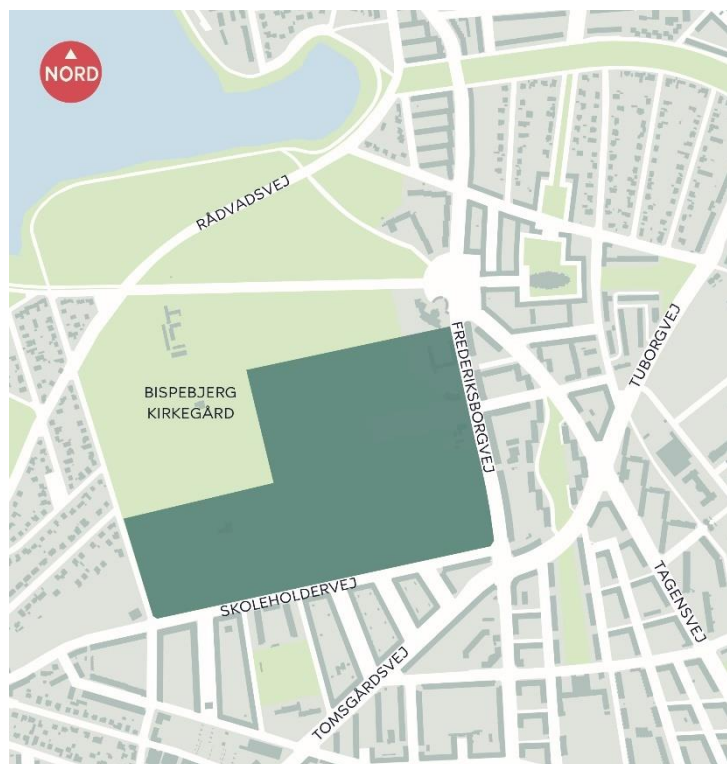 NORD
RÅDVADSVEJ
TUBORGVEJ
FREDERIKSBORGVEJ
BISPEBJERG
KIRKEGÅRD
SKOLEHOLDERVEJ
TAGENSVEJ
TOMSGÅRDSVEJ